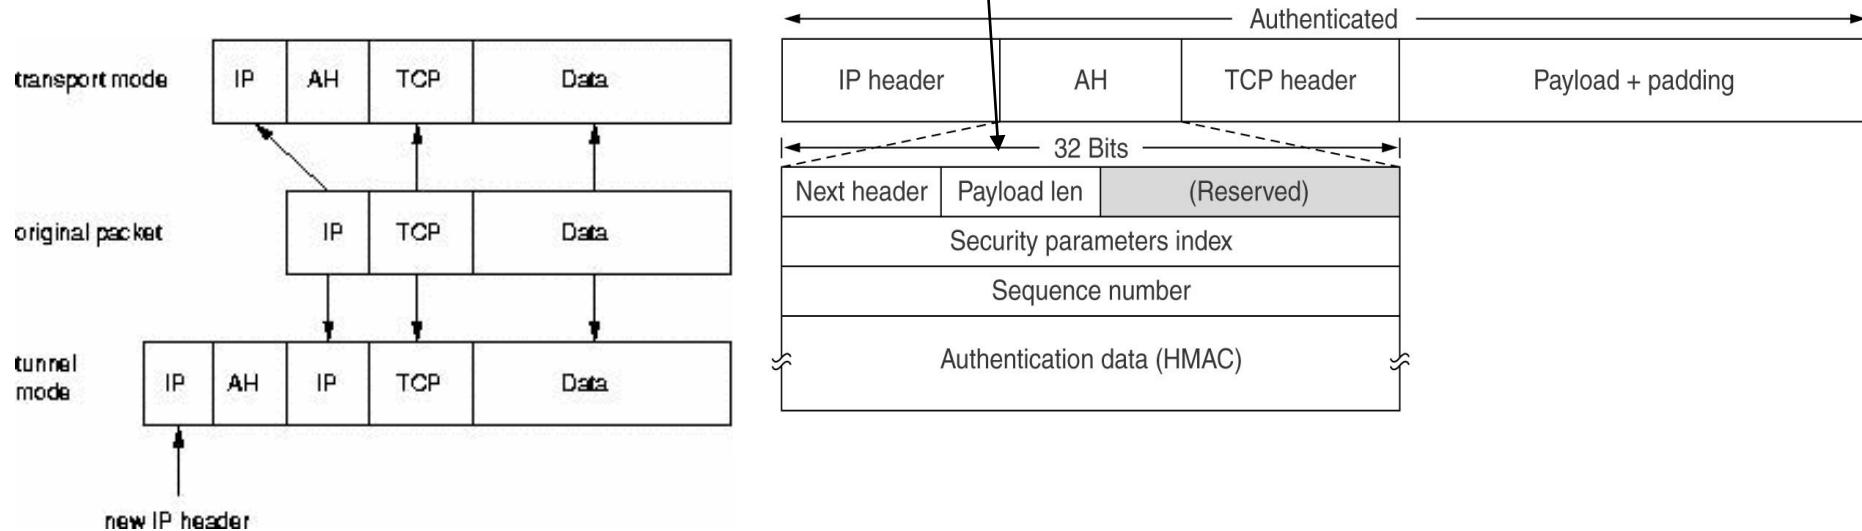 transport mode
IP AH TCP Data
original packet
IP TCP Data
tunnel
mode
IP AH IP TCP Data
new IP header
Authenticated
IP header AH TCP header Payload + padding
32 Bits
Next header Payload len (Reserved)
Security parameters index
Sequence number
Authentication data (HMAC)